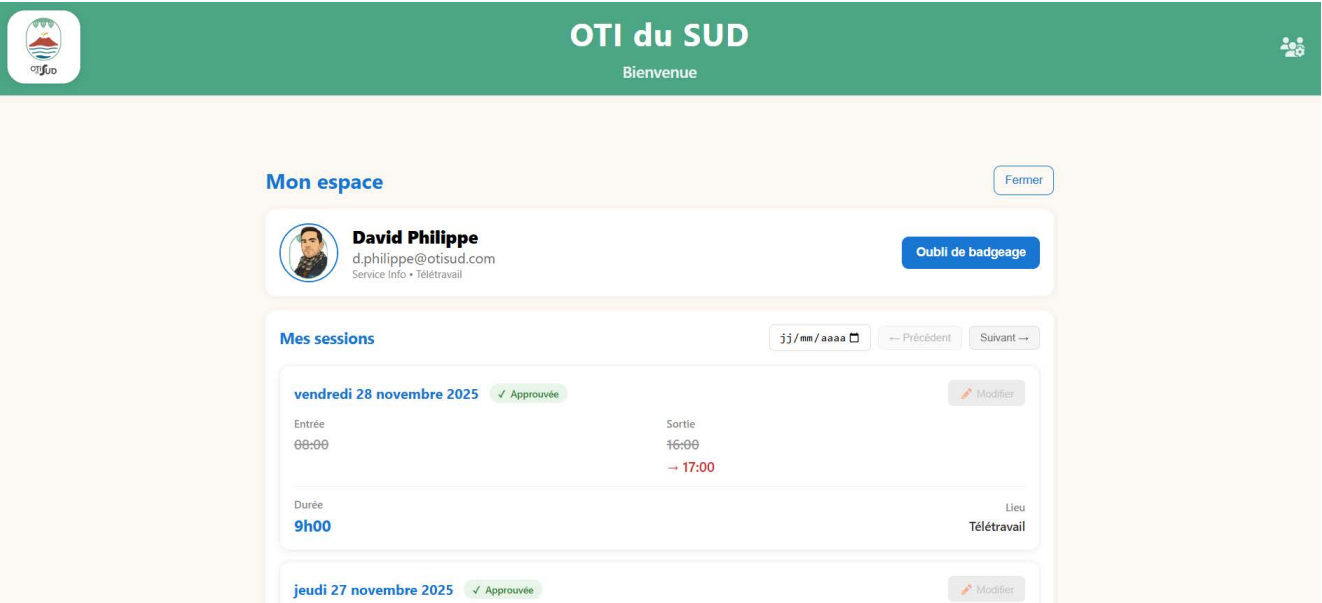 OTI du SUD
Bienvenue
OTISUD
Mon espace
Fermer
David Philippe
d.philippe@otisud.com
Service Info • Télétravail
Oubli de badgeage
Mes sessions
jj/mm/aaaa
← Précédent
Suivant →
vendredi 28 novembre 2025
✓ Approuvée
Modifier
Entrée
Sortie
08:00
16:00
→ 17:00
Durée
Lieu
9h00
Télétravail
jeudi 27 novembre 2025
✓ Approuvée
Modifier